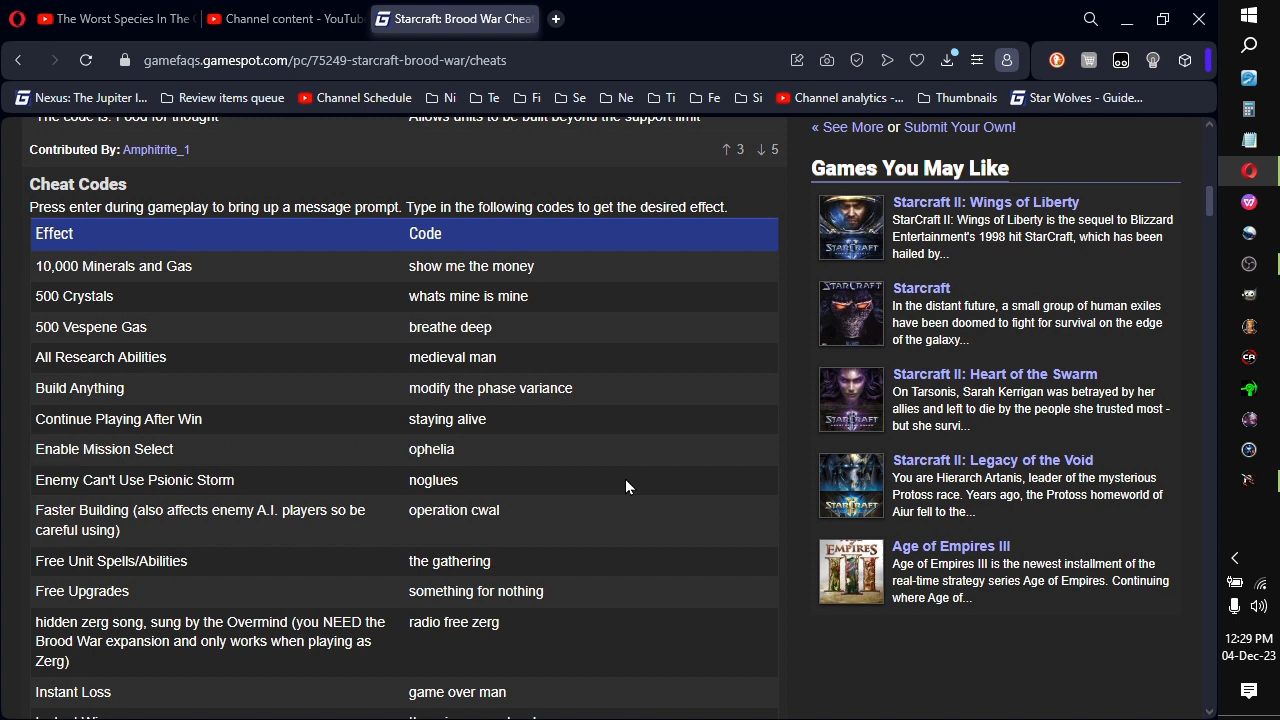 The Worst Species In The
Channel content - YouTub
Starcraft: Brood War Chea
gamefaqs.gamespot.com/pc/75249-starcraft-brood-war/cheats
Nexus: The Jupiter I...
Review items queue
Channel Schedule
Ni
Te
Fi
Se
Ne
Ti
Fe
Si
Channel analytics -...
Thumbnails
Star Wolves - Guide...
The code is: Food for thought
Allows units to be built beyond the support limit
Contributed By: Amphitrite_1
↑ 3 ↓ 5
Cheat Codes
Press enter during gameplay to bring up a message prompt. Type in the following codes to get the desired effect.
Effect Code
10,000 Minerals and Gas show me the money
500 Crystals whats mine is mine
500 Vespene Gas breathe deep
All Research Abilities medieval man
Build Anything modify the phase variance
Continue Playing After Win staying alive
Enable Mission Select ophelia
Enemy Can't Use Psionic Storm noglues
Faster Building (also affects enemy A.I. players so be operation cwal
careful using)
Free Unit Spells/Abilities the gathering
Free Upgrades something for nothing
hidden zerg song, sung by the Overmind (you NEED the radio free zerg
Brood War expansion and only works when playing as
Zerg)
Instant Loss game over man
« See More or Submit Your Own!
Games You May Like
Starcraft II: Wings of Liberty
StarCraft II: Wings of Liberty is the sequel to Blizzard
Entertainment's 1998 hit StarCraft, which has been
hailed by...
Starcraft
In the distant future, a small group of human exiles
have been doomed to fight for survival on the edge
of the galaxy...
Starcraft II: Heart of the Swarm
On Tarsonis, Sarah Kerrigan was betrayed by her
allies and left to die by the people she trusted most -
but she survi...
Starcraft II: Legacy of the Void
You are Hierarch Artanis, leader of the mysterious
Protoss race. Years ago, the Protoss homeworld of
Aiur fell to the...
Age of Empires III
Age of Empires III is the newest installment of the
real-time strategy series Age of Empires. Continuing
where Age of...
12:29 PM
04-Dec-23